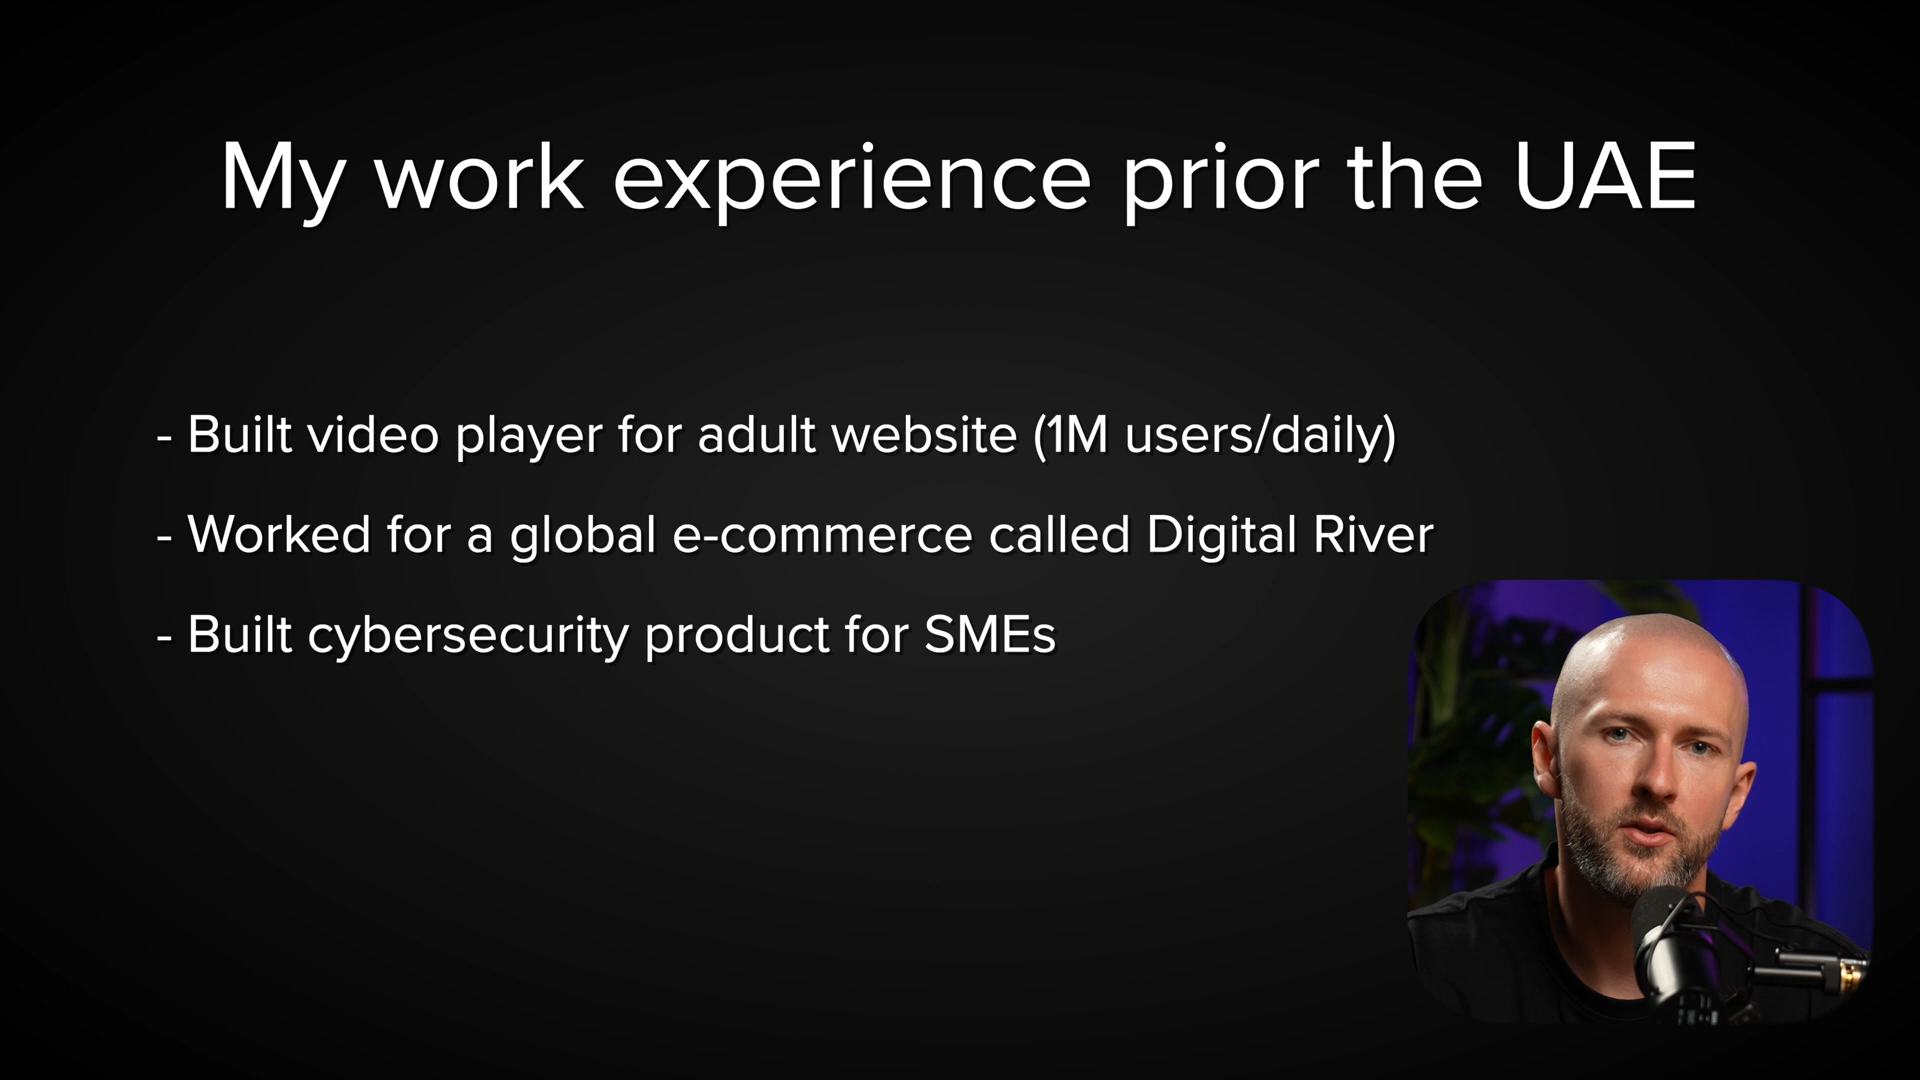 My work experience prior the UAE
- Built video player for adult website (1M users/daily)
- Worked for a global e-commerce called Digital River
- Built cybersecurity product for SMEs